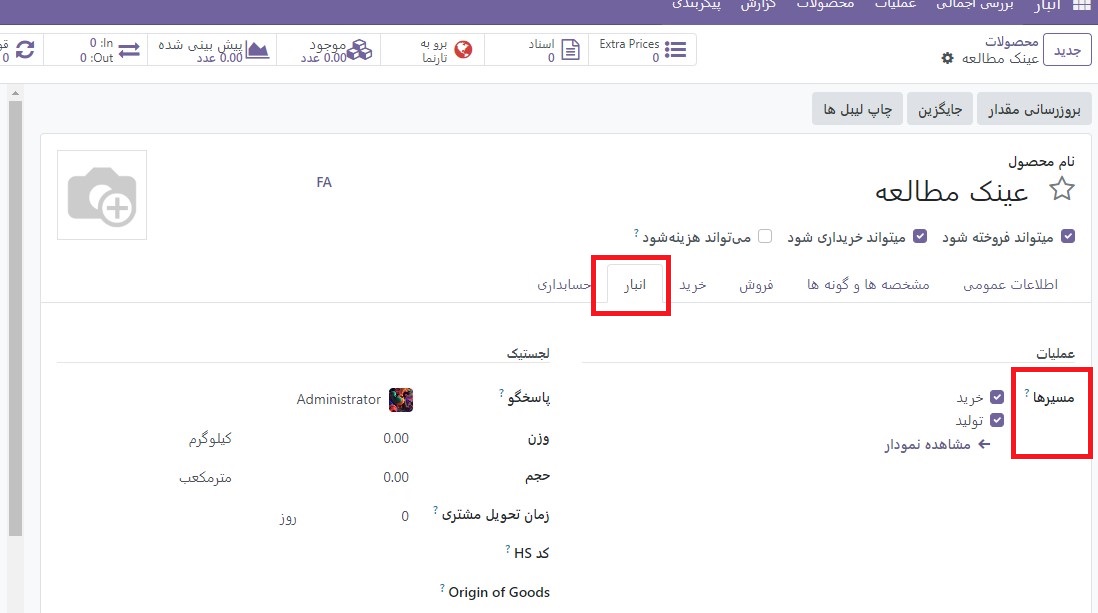 انبار بررسی اجمالی عملیات محصولات گزارش پیکربندی
جدید
محصولات
عینک مطالعه
Extra Prices
0
اسناد
0
برو به
تارنما
موجود
0.00 عدد
پیش بینی شده
0.00 عدد
In: 0
Out: 0
0
بروزرسانی مقدار جایگزین چاپ لیبل ها
نام محصول
عینک مطالعه
FA
میتواند فروخته شود میتواند خریداری شود می‌تواند هزینه‌شود ?
اطلاعات عمومی مشخصه ها و گونه ها فروش خرید انبار حسابداری
عملیات
مسیرها ?
خرید
تولید
مشاهده نمودار
لجستیک
پاسخگو ? Administrator
وزن 0.00 کیلوگرم
حجم 0.00 مترمکعب
زمان تحویل مشتری ? 0 روز
کد HS ?
Origin of Goods ?